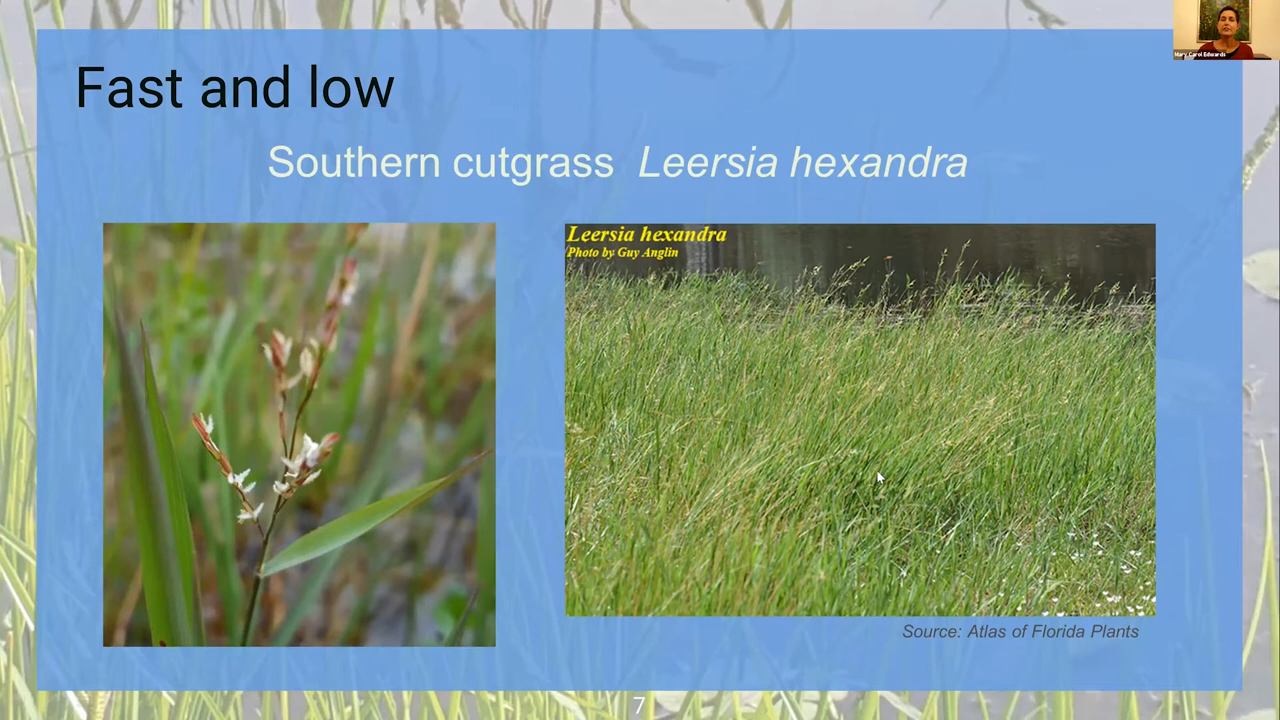 Mary Carol Edwards
Fast and low
Southern cutgrass Leersia hexandra
Leersia hexandra
Photo by Guy Anglin
Source: Atlas of Florida Plants
7